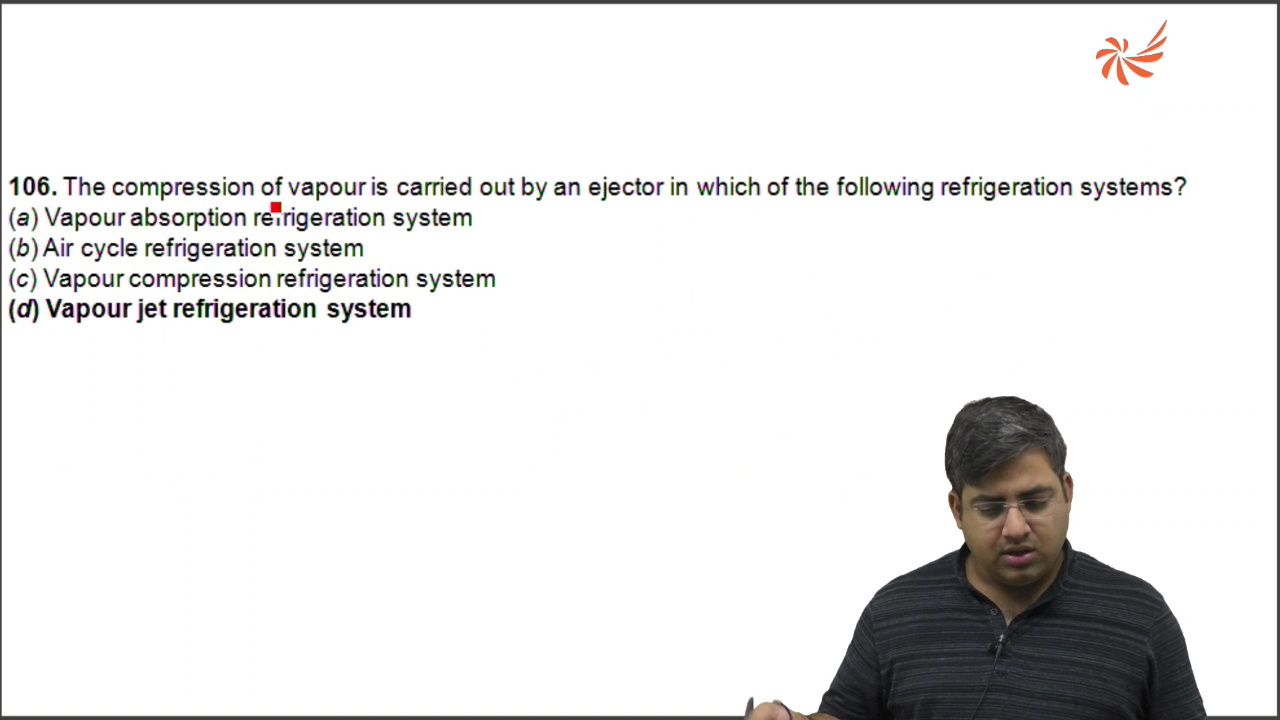 106. The compression of vapour is carried out by an ejector in which of the following refrigeration systems?
(a) Vapour absorption refrigeration system
(b) Air cycle refrigeration system
(c) Vapour compression refrigeration system
(d) Vapour jet refrigeration system